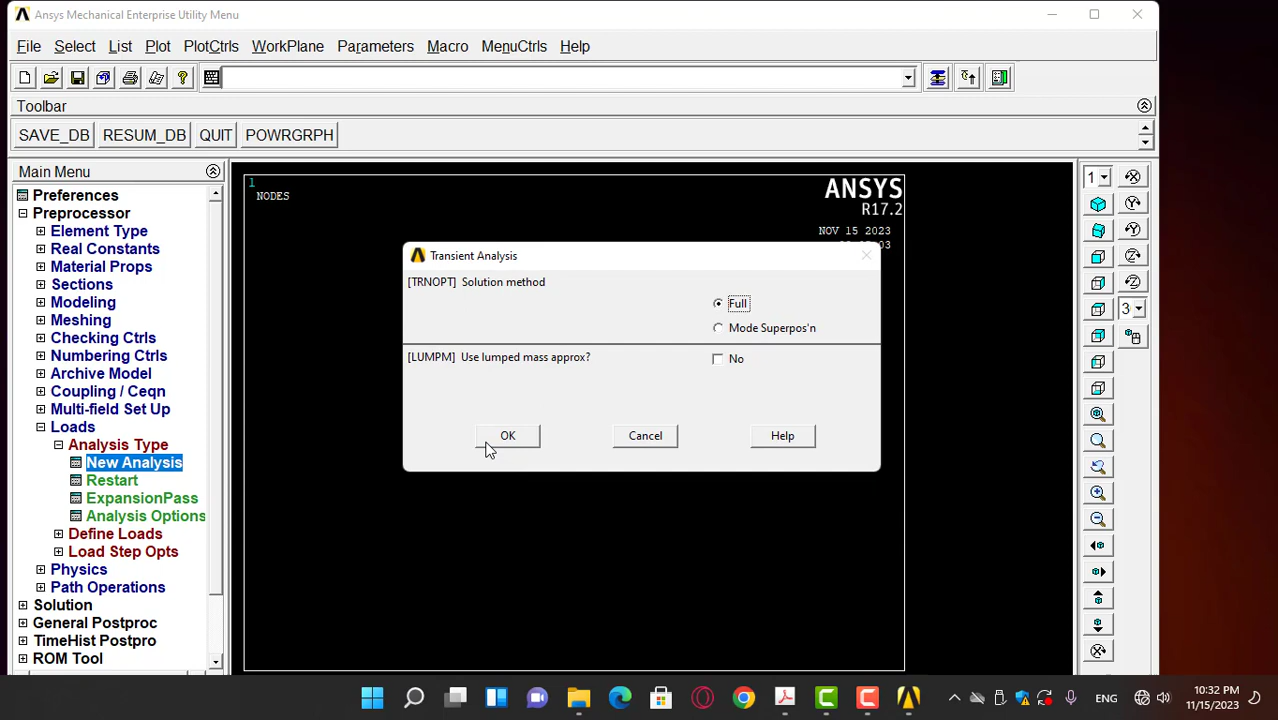 Ansys Mechanical Enterprise Utility Menu
File Select List Plot PlotCtrls WorkPlane Parameters Macro MenuCtrls Help
Toolbar
SAVE_DB RESUM_DB QUIT POWRGRPH
Main Menu
Preferences
Preprocessor
Element Type
Real Constants
Material Props
Sections
Modeling
Meshing
Checking Ctrls
Numbering Ctrls
Archive Model
Coupling / Ceqn
Multi-field Set Up
Loads
Analysis Type
New Analysis
Restart
ExpansionPass
Analysis Options
Define Loads
Load Step Opts
Physics
Path Operations
Solution
General Postproc
TimeHist Postpro
ROM Tool
1
NODES
ANSYS
R17.2
NOV 15 2023
Transient Analysis
[TRNOPT] Solution method
Full
Mode Superpos'n
[LUMPM] Use lumped mass approx?
No
OK Cancel Help
1
3
ENG
10:32 PM
11/15/2023